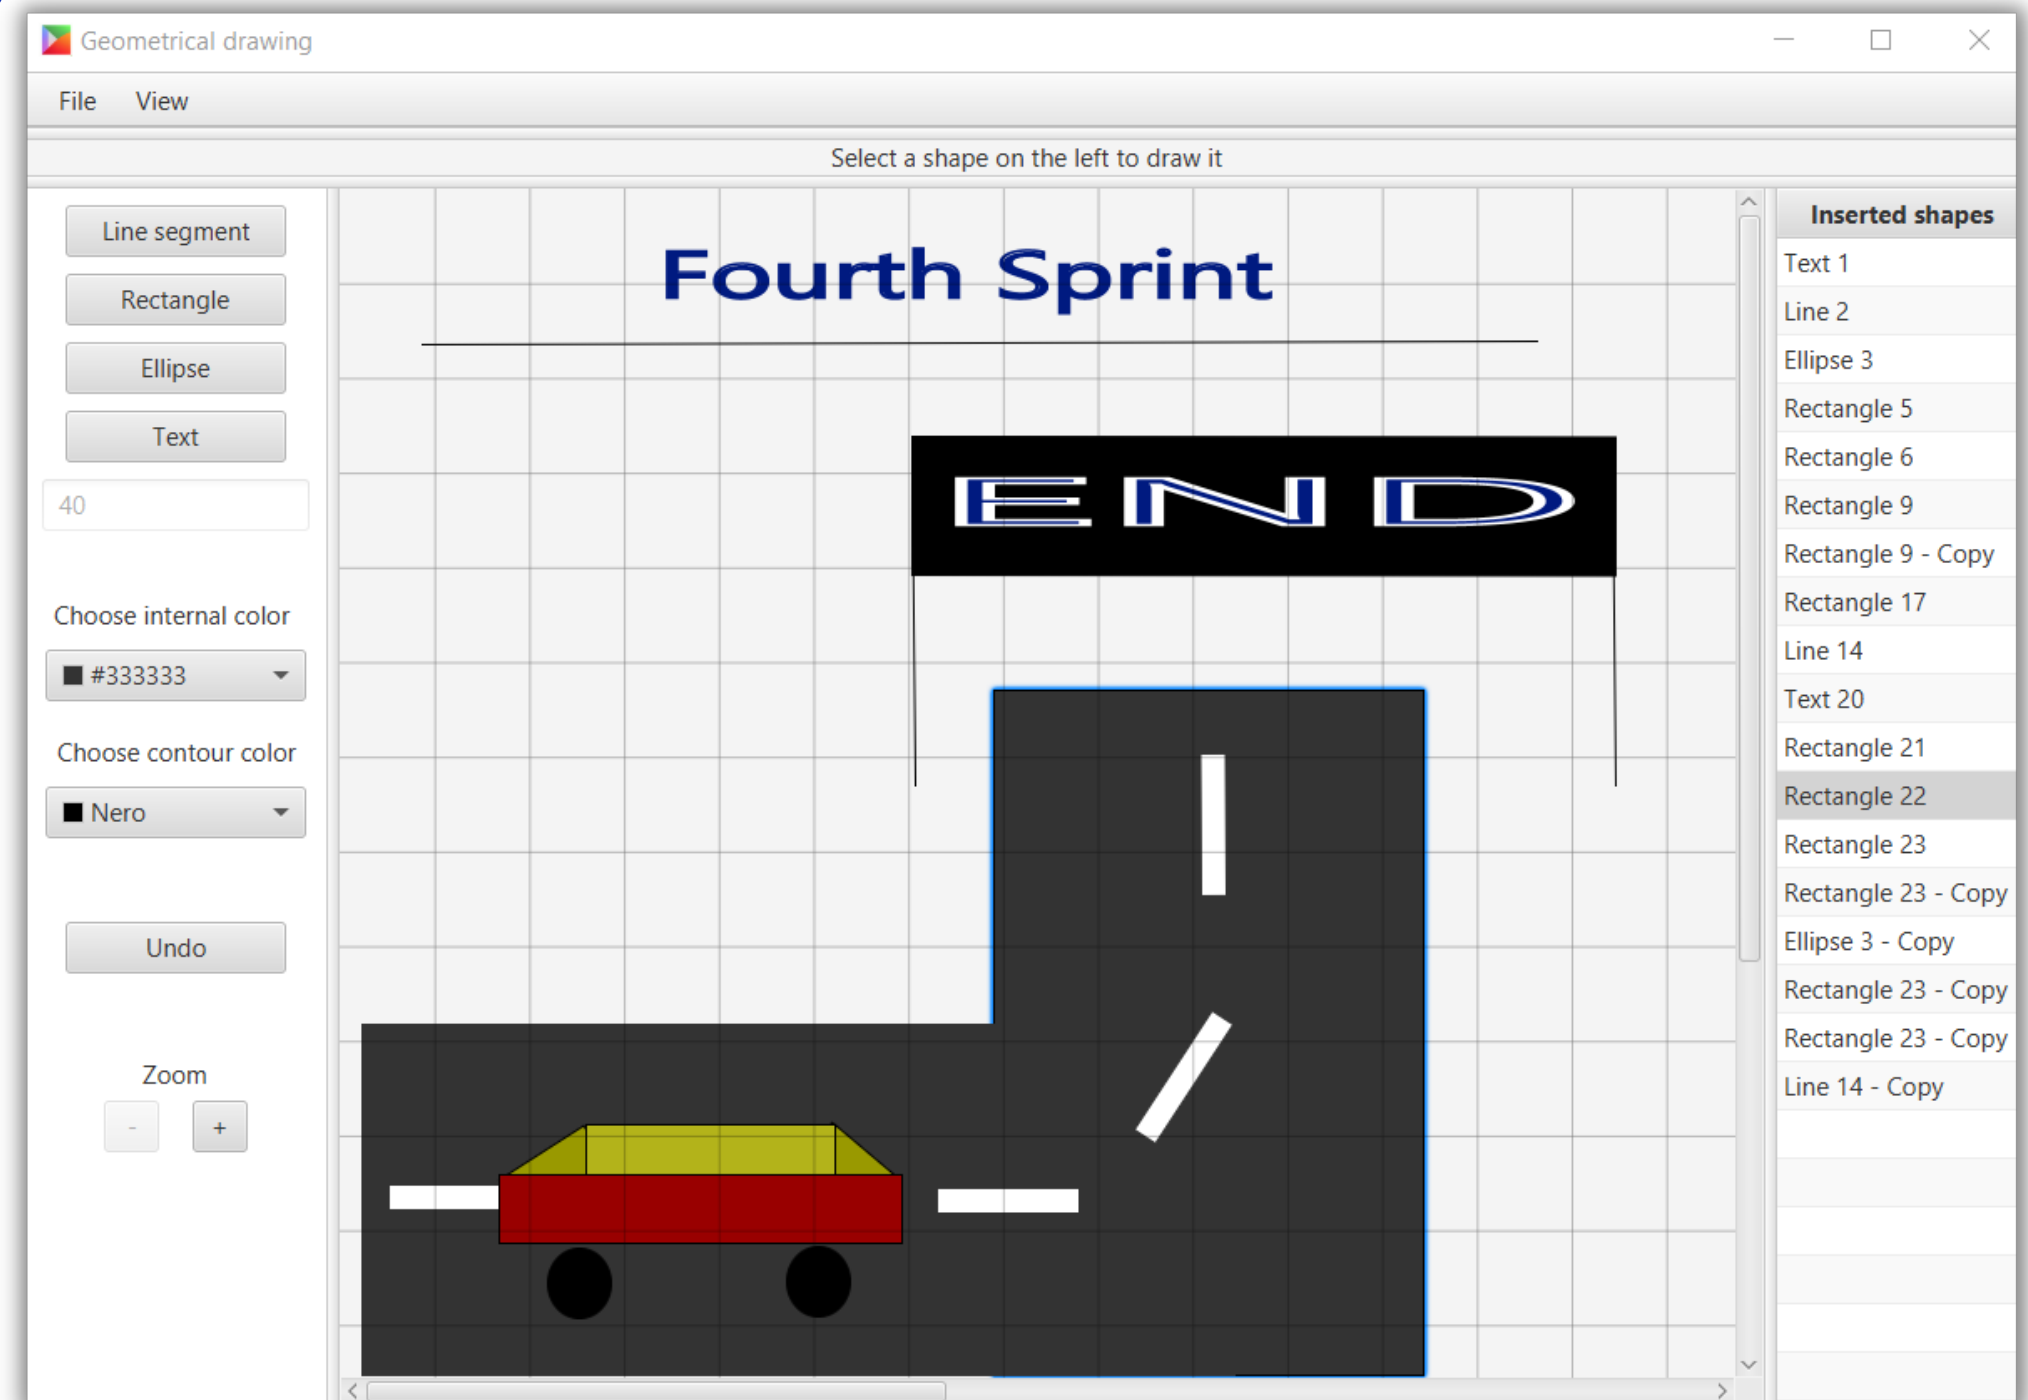 Geometrical drawing
File View
Select a shape on the left to draw it
Line segment
Rectangle
Ellipse
Text
40
Choose internal color
#333333
Choose contour color
Nero
Undo
Zoom
- +
Fourth Sprint
END
Inserted shapes
Text 1
Line 2
Ellipse 3
Rectangle 5
Rectangle 6
Rectangle 9
Rectangle 9 - Copy
Rectangle 17
Line 14
Text 20
Rectangle 21
Rectangle 22
Rectangle 23
Rectangle 23 - Copy
Ellipse 3 - Copy
Rectangle 23 - Copy
Rectangle 23 - Copy
Line 14 - Copy